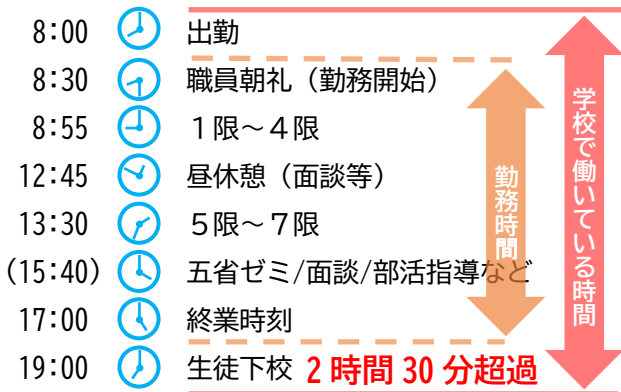 8:00 出勤
8:30 職員朝礼（勤務開始）
8:55 １限～４限
12:45 昼休憩（面談等）
13:30 ５限～７限
(15:40) 五省ゼミ/面談/部活指導など
17:00 終業時刻
19:00 生徒下校 2時間30分超過
勤務時間
学校で働いている時間